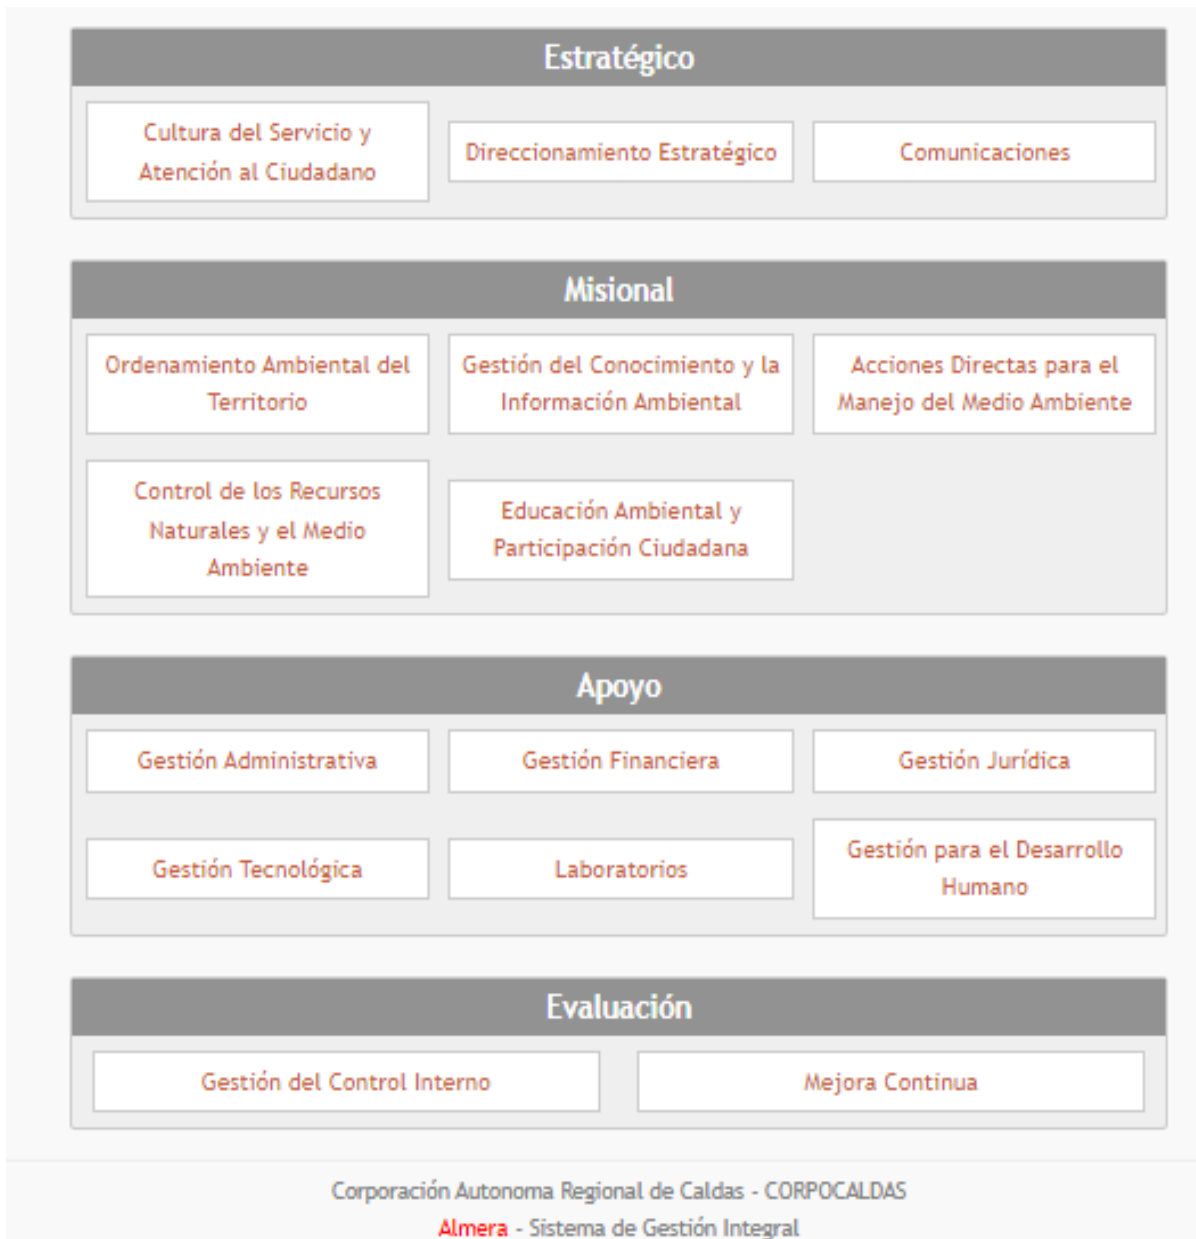 Estratégico
Cultura del Servicio y
Atención al Ciudadano
Direccionamiento Estratégico
Comunicaciones
Misional
Ordenamiento Ambiental del
Territorio
Gestión del Conocimiento y la
Información Ambiental
Acciones Directas para el
Manejo del Medio Ambiente
Control de los Recursos
Naturales y el Medio
Ambiente
Educación Ambiental y
Participación Ciudadana
Apoyo
Gestión Administrativa
Gestión Financiera
Gestión Jurídica
Gestión Tecnológica
Laboratorios
Gestión para el Desarrollo
Humano
Evaluación
Gestión del Control Interno
Mejora Continua
Corporación Autonoma Regional de Caldas - CORPOCALDAS
Almera - Sistema de Gestión Integral